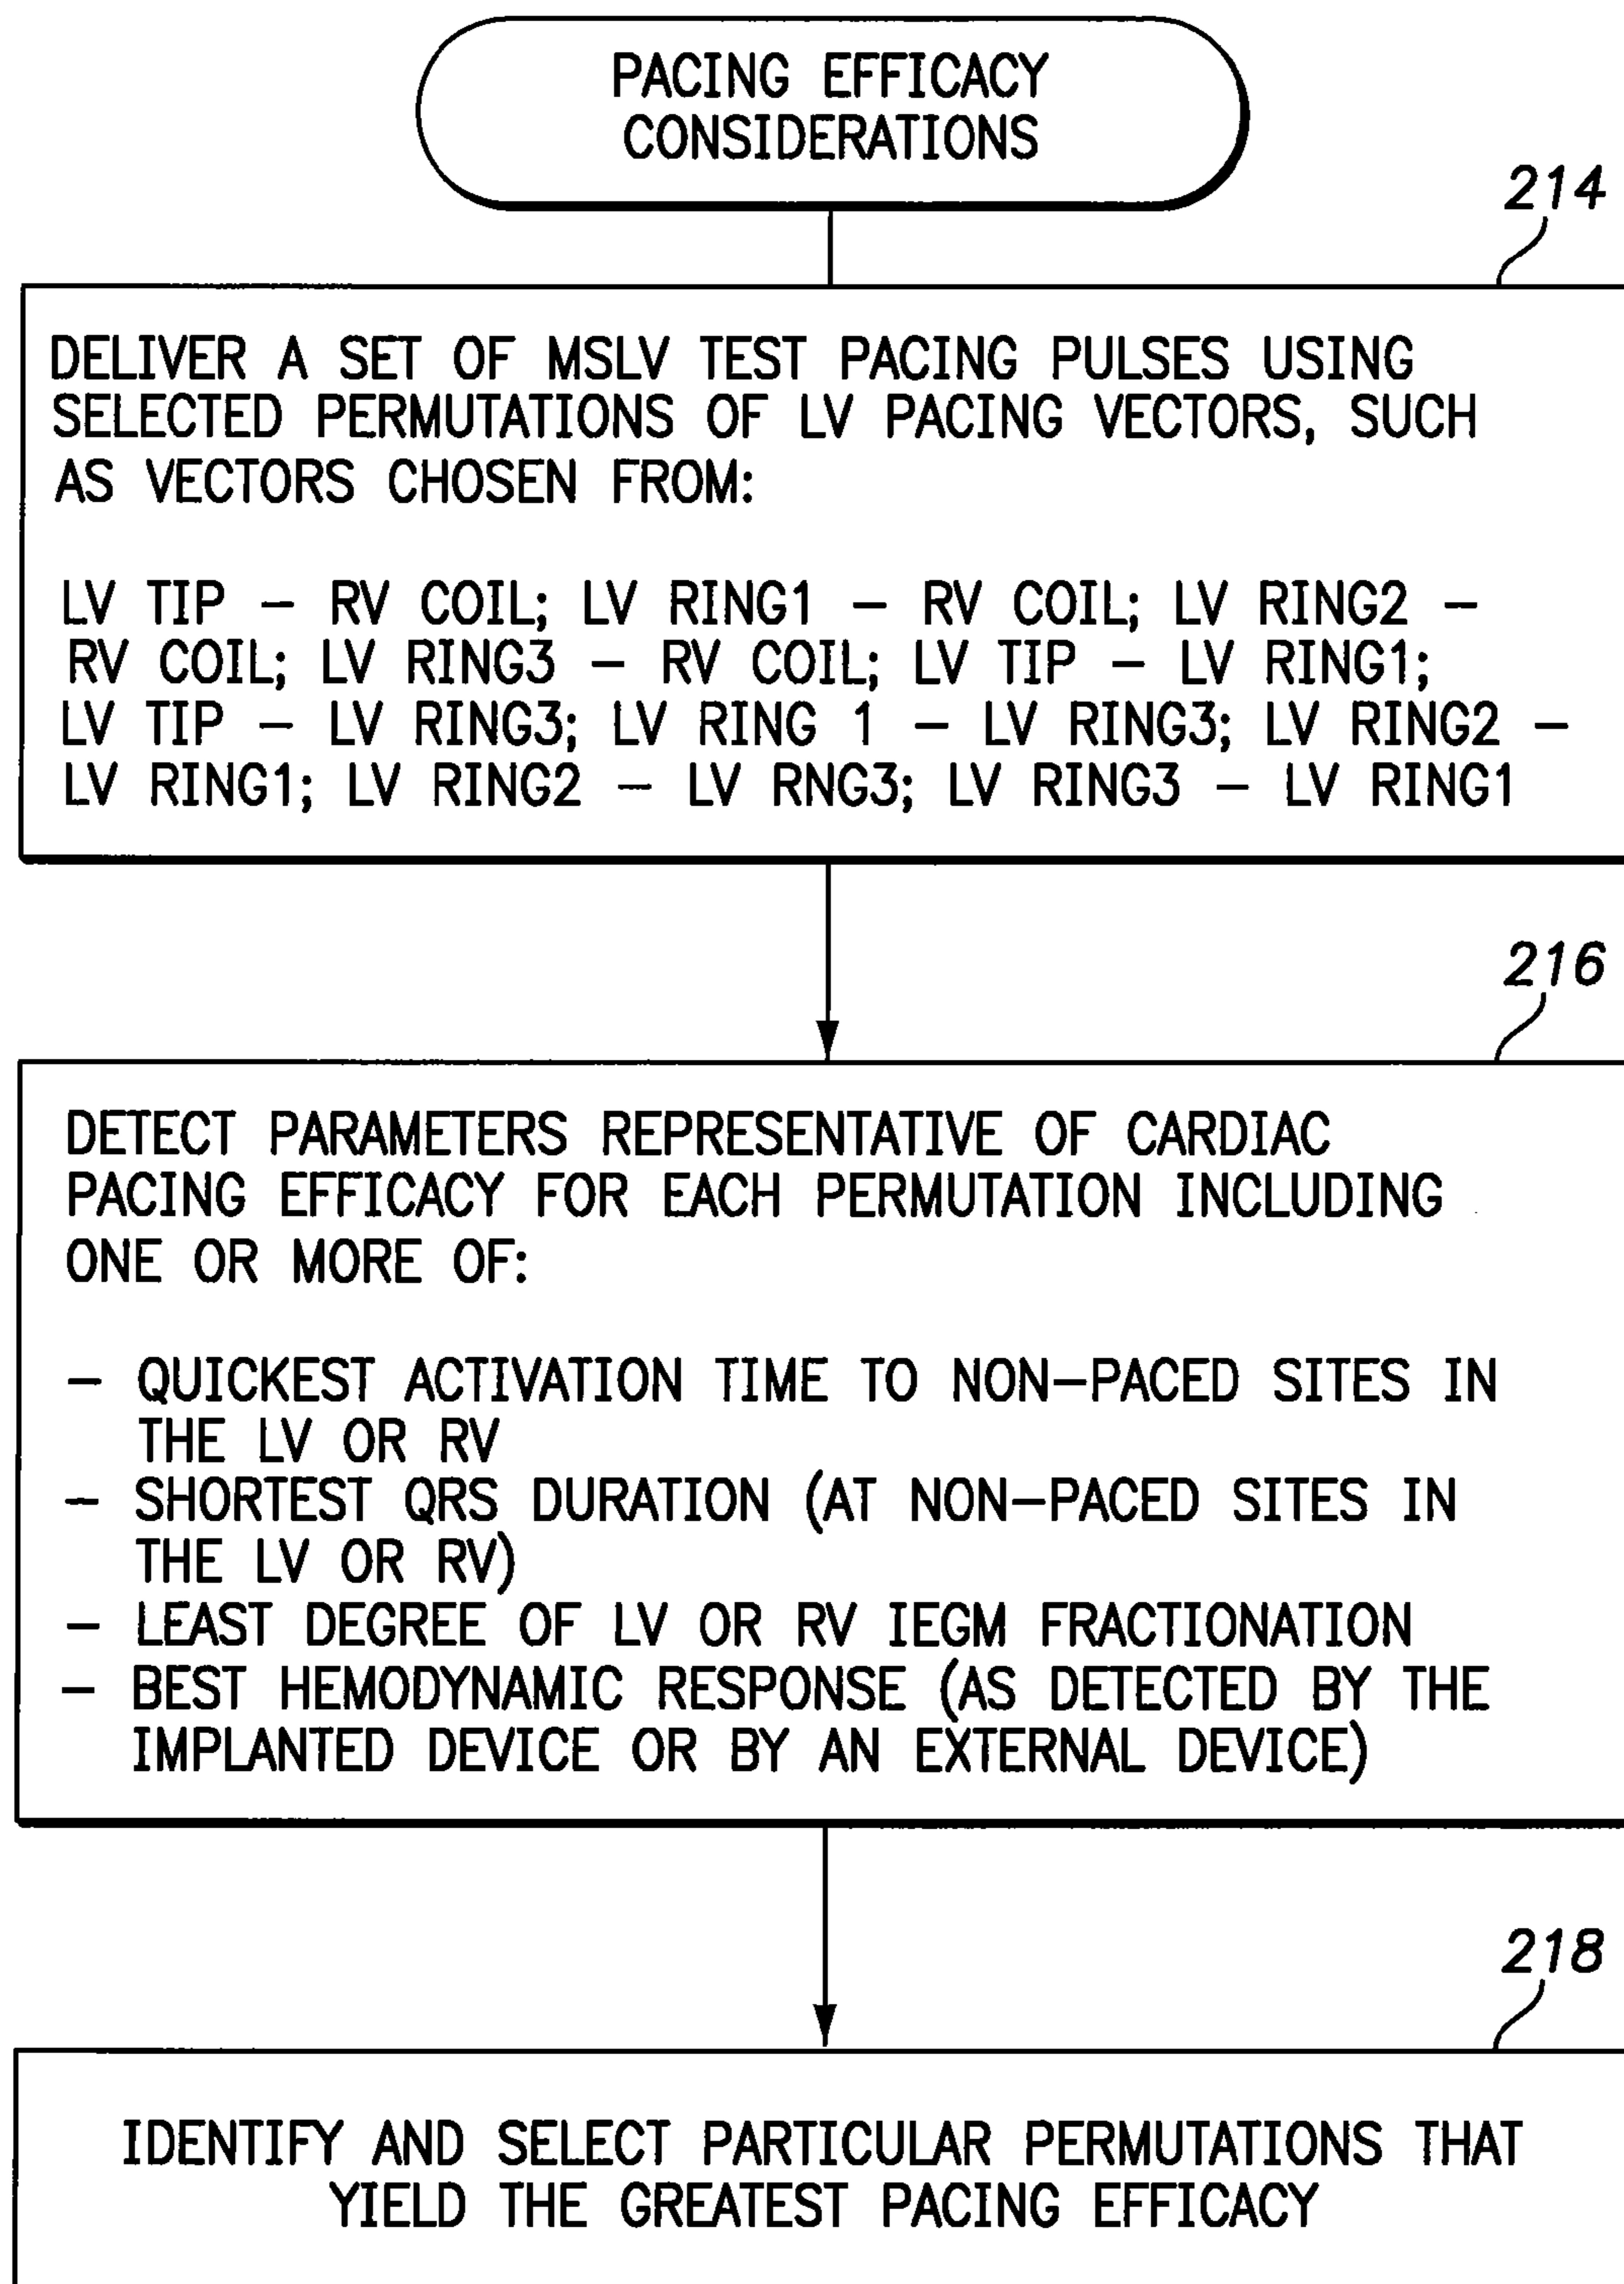 PACING EFFICACY
CONSIDERATIONS
214
DELIVER A SET OF MSLV TEST PACING PULSES USING
SELECTED PERMUTATIONS OF LV PACING VECTORS, SUCH
AS VECTORS CHOSEN FROM:
LV TIP – RV COIL; LV RING1 – RV COIL; LV RING2 –
RV COIL; LV RING3 – RV COIL; LV TIP – LV RING1;
LV TIP – LV RING3; LV RING 1 – LV RING3; LV RING2 –
LV RING1; LV RING2 – LV RNG3; LV RING3 – LV RING1
216
DETECT PARAMETERS REPRESENTATIVE OF CARDIAC
PACING EFFICACY FOR EACH PERMUTATION INCLUDING
ONE OR MORE OF:
– QUICKEST ACTIVATION TIME TO NON–PACED SITES IN
THE LV OR RV
– SHORTEST QRS DURATION (AT NON–PACED SITES IN
THE LV OR RV)
– LEAST DEGREE OF LV OR RV IEGM FRACTIONATION
– BEST HEMODYNAMIC RESPONSE (AS DETECTED BY THE
IMPLANTED DEVICE OR BY AN EXTERNAL DEVICE)
218
IDENTIFY AND SELECT PARTICULAR PERMUTATIONS THAT
YIELD THE GREATEST PACING EFFICACY